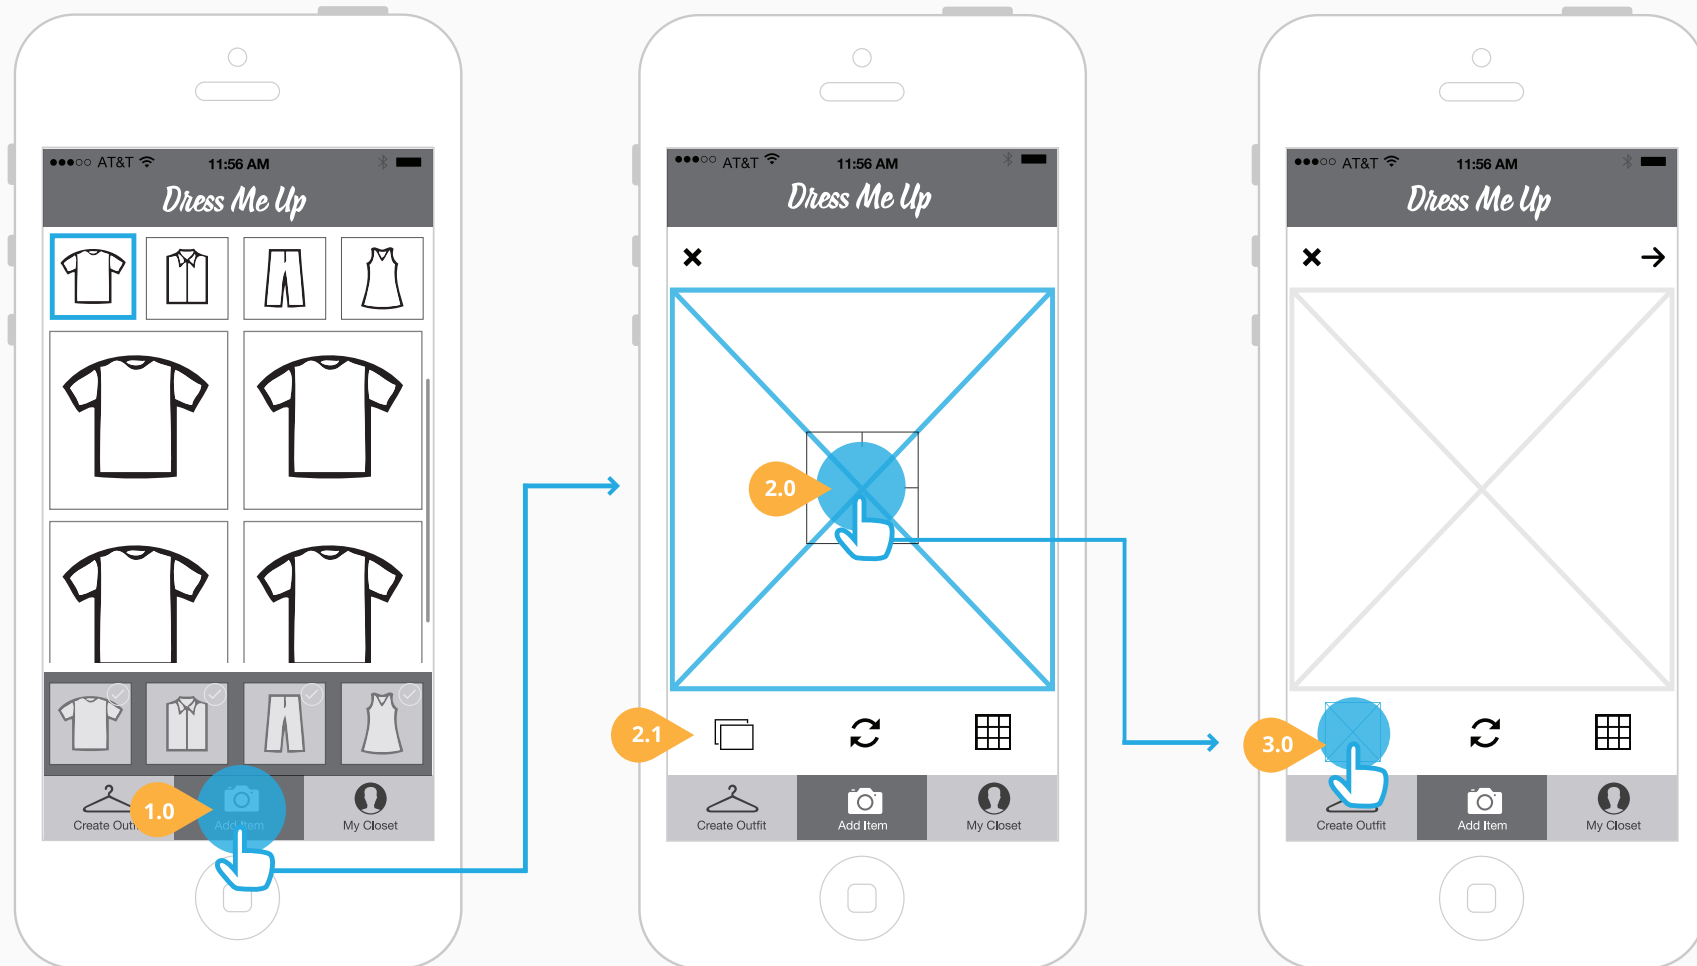 AT&T 11:56 AM
Dress Me Up
1.0
Create Outfit
Add Item
My Closet
AT&T 11:56 AM
Dress Me Up
2.0
2.1
Create Outfit
Add Item
My Closet
AT&T 11:56 AM
Dress Me Up
3.0
Create Outfit
Add Item
My Closet